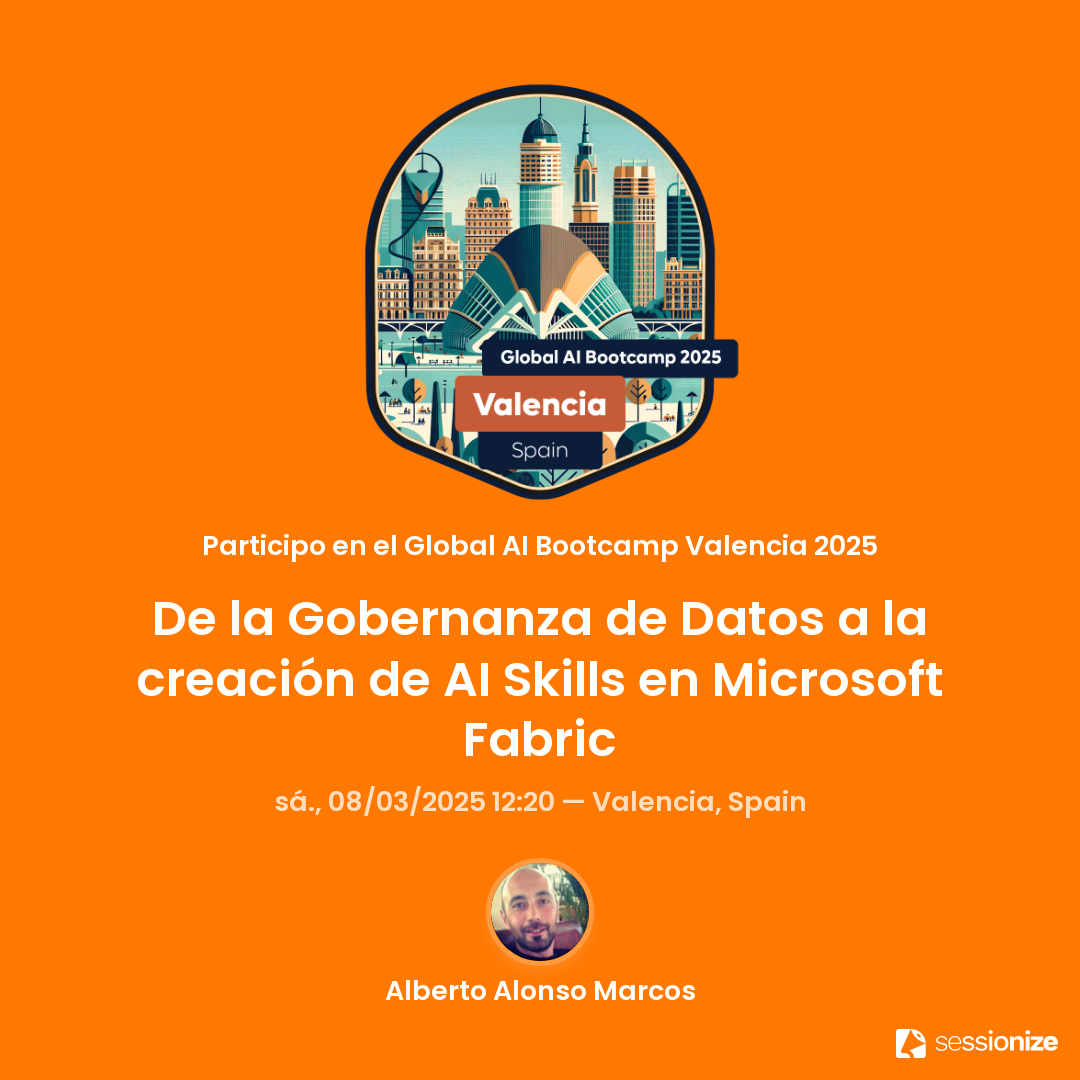 Global AI Bootcamp 2025
Valencia
Spain
Participo en el Global AI Bootcamp Valencia 2025
De la Gobernanza de Datos a la
creación de AI Skills en Microsoft
Fabric
sá., 08/03/2025 12:20 — Valencia, Spain
Alberto Alonso Marcos
sessionize